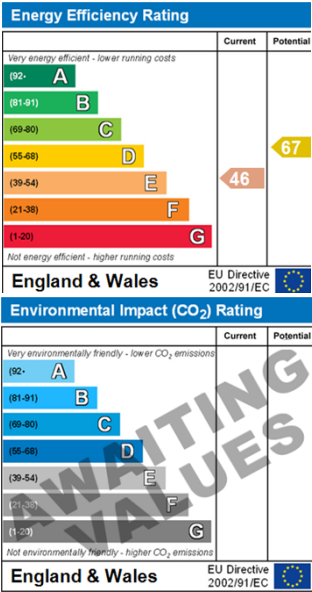 Energy Efficiency Rating
Current Potential
Very energy efficient - lower running costs
(92- A
(81-91) B
(69-80) C
(55-68) D
(39-54) E
(21-38) F
(1-20) G
46
67
Not energy efficient - higher running costs
England & Wales
EU Directive
2002/91/EC
Environmental Impact (CO2) Rating
Current Potential
Very environmentally friendly - lower CO2 emissions
(92- A
(81-91) B
(69-80) C
(55-68) D
(39-54) E
(21-38) F
(1-20) G
AWAITING
VALUES
Not environmentally friendly - higher CO2 emissions
England & Wales
EU Directive
2002/91/EC